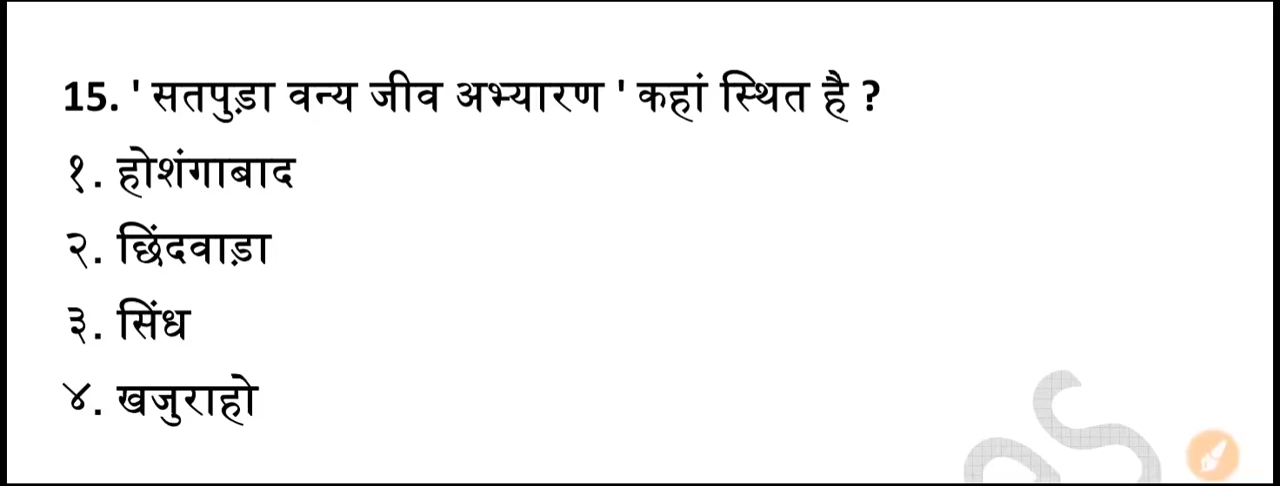 15. ' सतपुड़ा वन्य जीव अभ्यारण ' कहां स्थित है ?
१. होशंगाबाद
२. छिंदवाड़ा
३. सिंध
४. खजुराहो